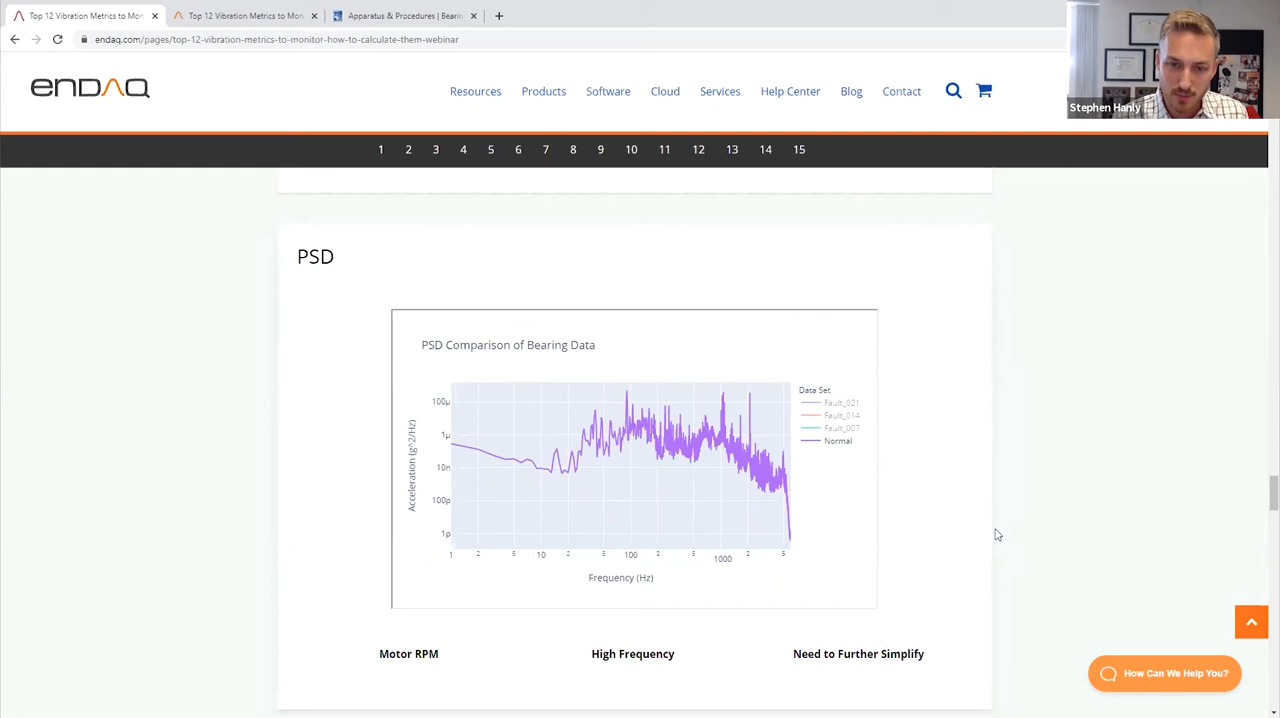 Top 12 Vibration Metrics to Mon
Top 12 Vibration Metrics to Mon
Apparatus & Procedures | Bearin
endaq.com/pages/top-12-vibration-metrics-to-monitor-how-to-calculate-them-webinar
enDAQ
Resources Products Software Cloud Services Help Center Blog Contact
Stephen Hanly
1 2 3 4 5 6 7 8 9 10 11 12 13 14 15
PSD
PSD Comparison of Bearing Data
Data Set
Fault_021
Fault_014
Fault_007
Normal
Acceleration (g^2/Hz)
100μ
1μ
10n
100p
1p
1 2 5 10 2 5 100 2 5 1000 2 5
Frequency (Hz)
Motor RPM High Frequency Need to Further Simplify
How Can We Help You?